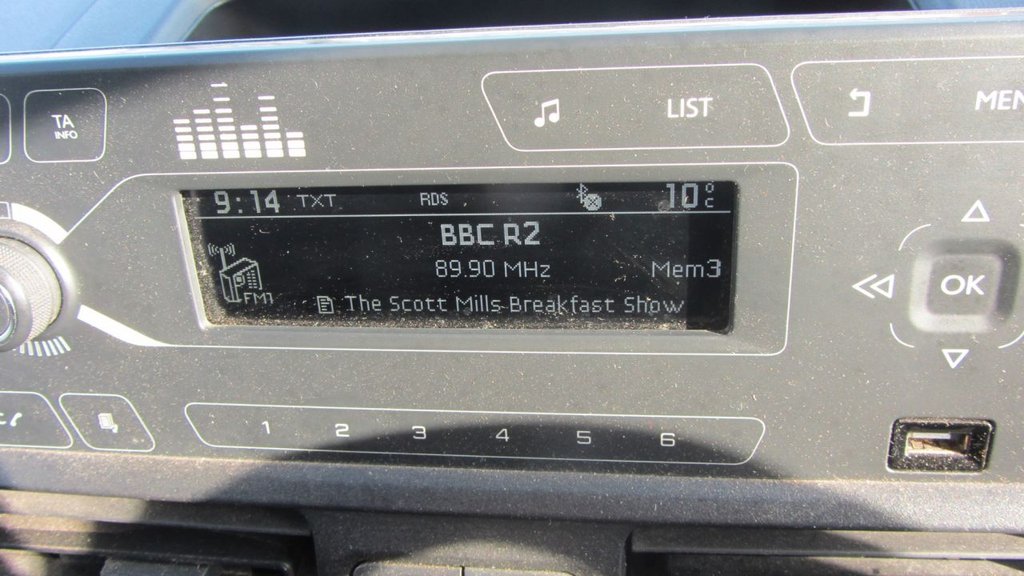 TA
INFO
LIST
9:14 TXT RDS 10°C
BBC R2
89.90 MHz Mem3
FM1
The Scott Mills Breakfast Show
OK
1 2 3 4 5 6